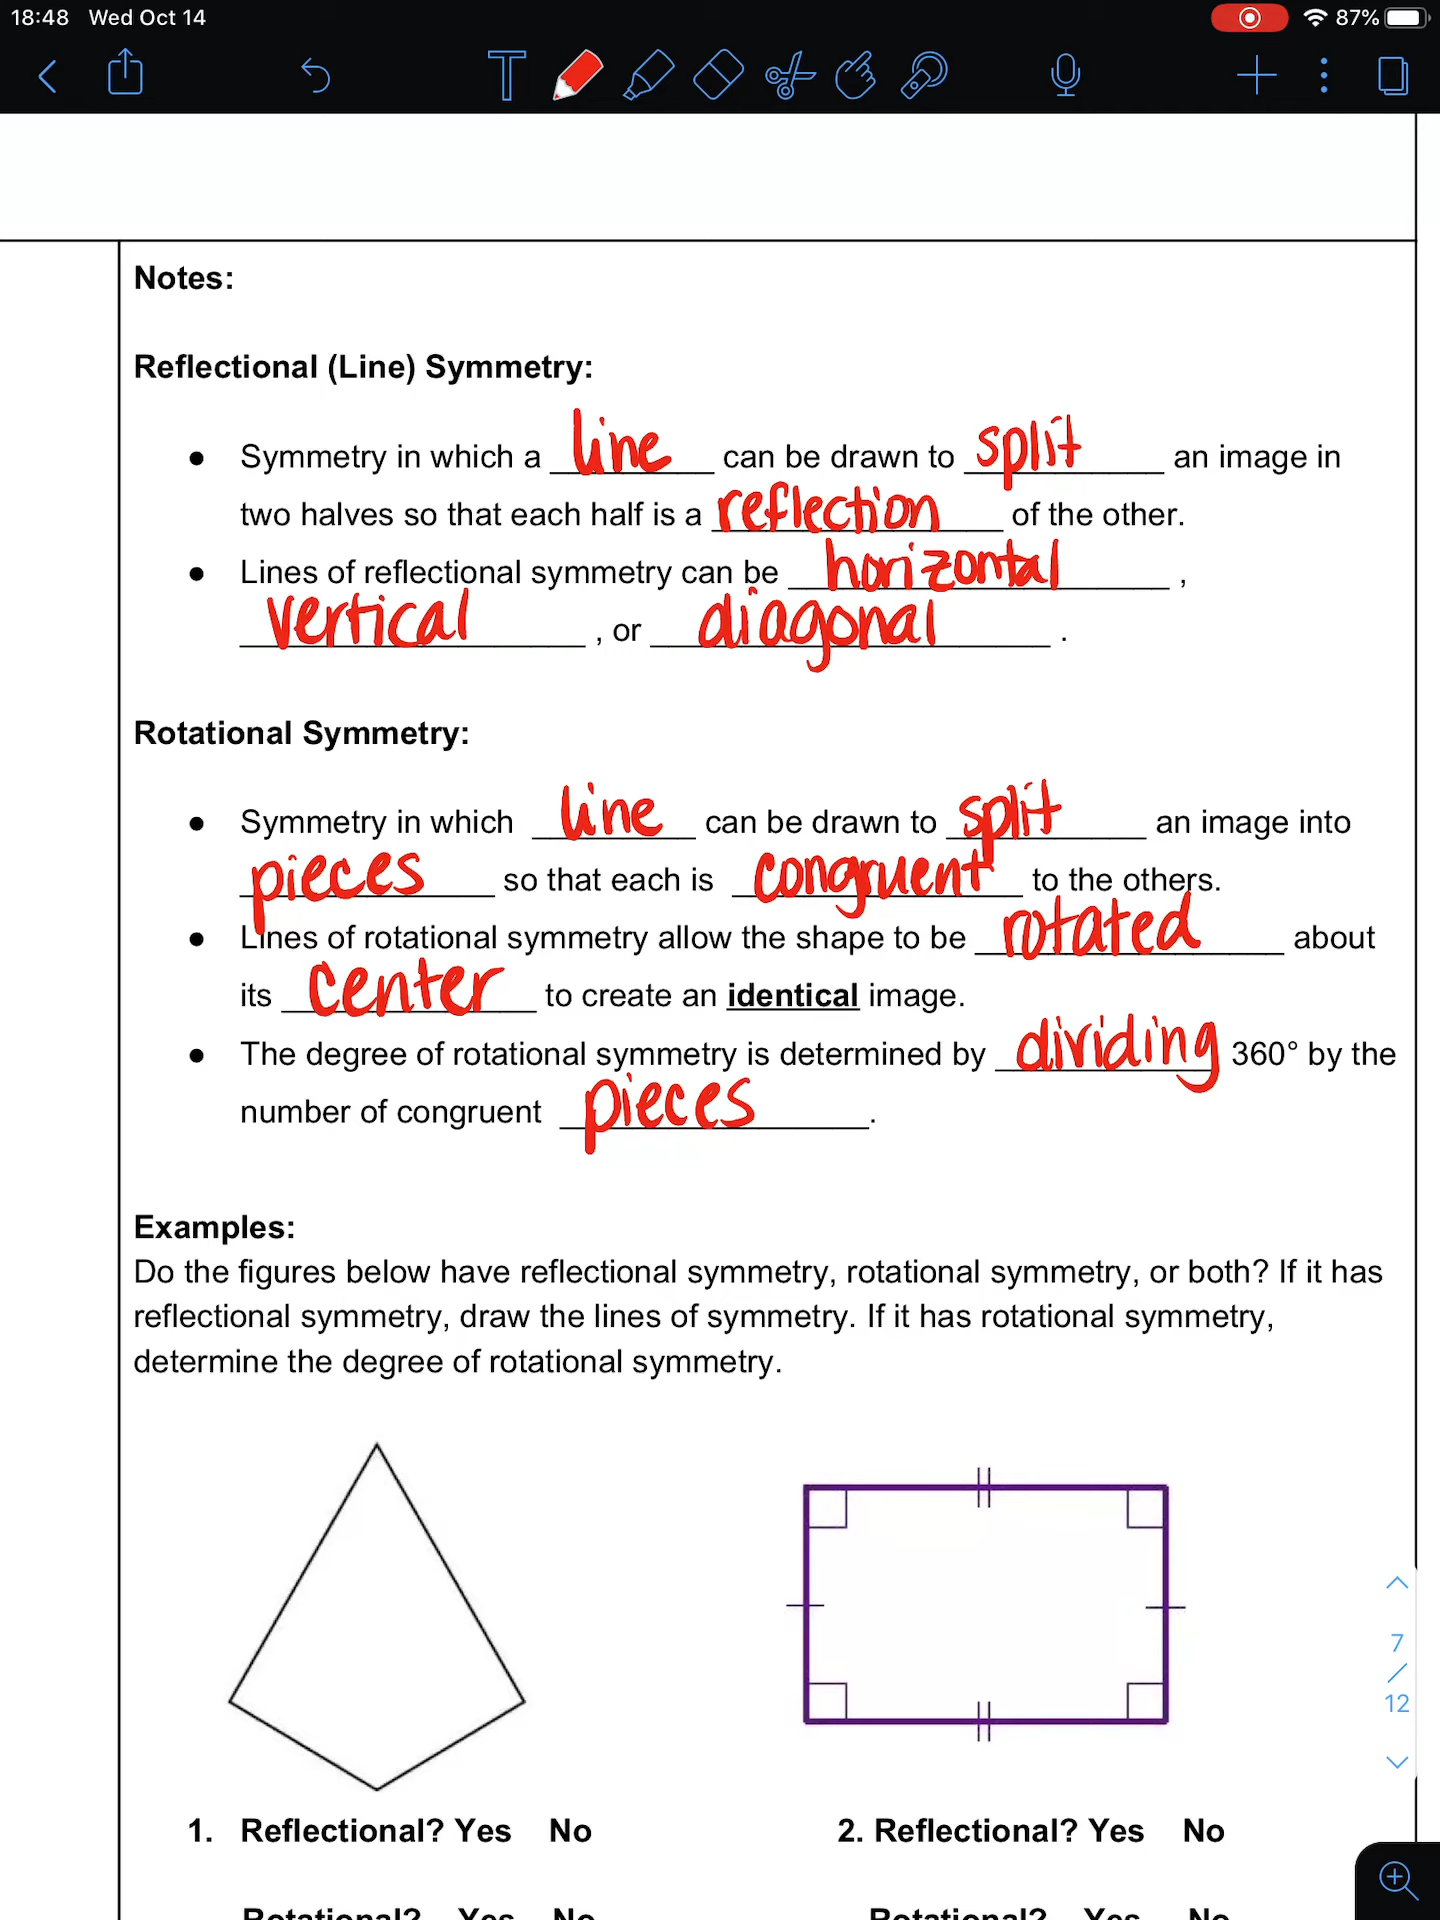 18:48 Wed Oct 14 87%
Notes:
Reflectional (Line) Symmetry:
● Symmetry in which a line can be drawn to split an image in
two halves so that each half is a reflection of the other.
● Lines of reflectional symmetry can be horizontal ,
vertical , or diagonal .
Rotational Symmetry:
● Symmetry in which line can be drawn to split an image into
pieces so that each is congruent to the others.
● Lines of rotational symmetry allow the shape to be rotated about
its center to create an identical image.
● The degree of rotational symmetry is determined by dividing 360° by the
number of congruent pieces.
Examples:
Do the figures below have reflectional symmetry, rotational symmetry, or both? If it has
reflectional symmetry, draw the lines of symmetry. If it has rotational symmetry,
determine the degree of rotational symmetry.
7
/
12
1. Reflectional? Yes No 2. Reflectional? Yes No
Rotational? Yes No Rotational? Yes No